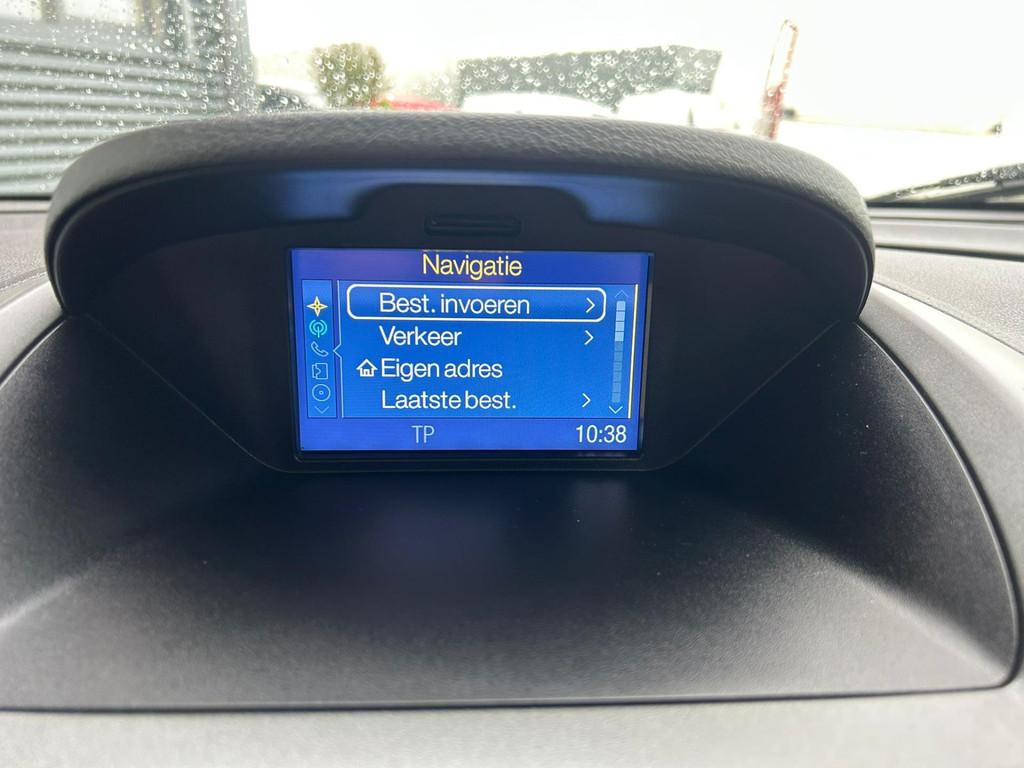 Navigatie
Best. invoeren
Verkeer
Eigen adres
Laatste best.
TP 10:38